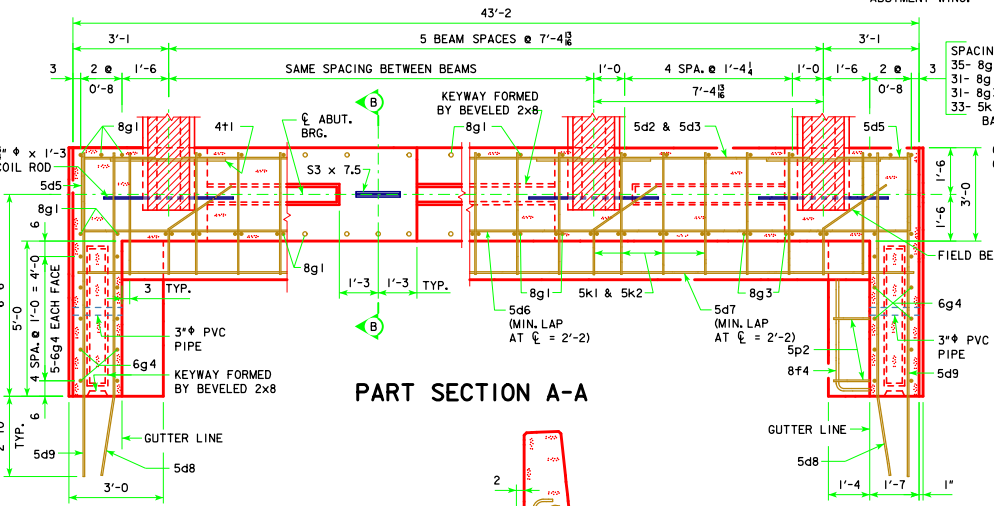 43'-2
3'-1
5 BEAM SPACES @ 7'-4 13/16
3'-1
3
2 @
1'-6
SAME SPACING BETWEEN BEAMS
1'-0
4 SPA. @ 1'-4 1/4
1'-0
1'-6
2 @
3
0'-8
7'-4 13/16
0'-8
SPACIN
35- 8g
31- 8g
31- 8g
33- 5k
BA
8g1
4t1
℄ ABUT.
BRG.
B
KEYWAY FORMED
BY BEVELED 2x8
8g1
5d2 & 5d3
5d5
" Φ x 1'-3
COIL ROD
S3 x 7.5
5d5
8g1
6
1'-6
1'-6
3'-0
FIELD BE
8g1
1'-3
1'-3
TYP.
8g1
5k1 & 5k2
8g3
5d6
(MIN. LAP
AT ℄ = 2'-2)
5d7
(MIN. LAP
AT ℄ = 2'-2)
5'-0
4 SPA. @ 1'-0 = 4'-0
5-6g4 EACH FACE
3
TYP.
3"Φ PVC
PIPE
6g4
KEYWAY FORMED
BY BEVELED 2x8
B
6g4
3"Φ PVC
PIPE
5p2
8f4
5d9
PART SECTION A-A
6
TYP.
GUTTER LINE
5d9
5d8
3'-0
2
GUTTER LINE
5d8
1'-4
1'-7
1"